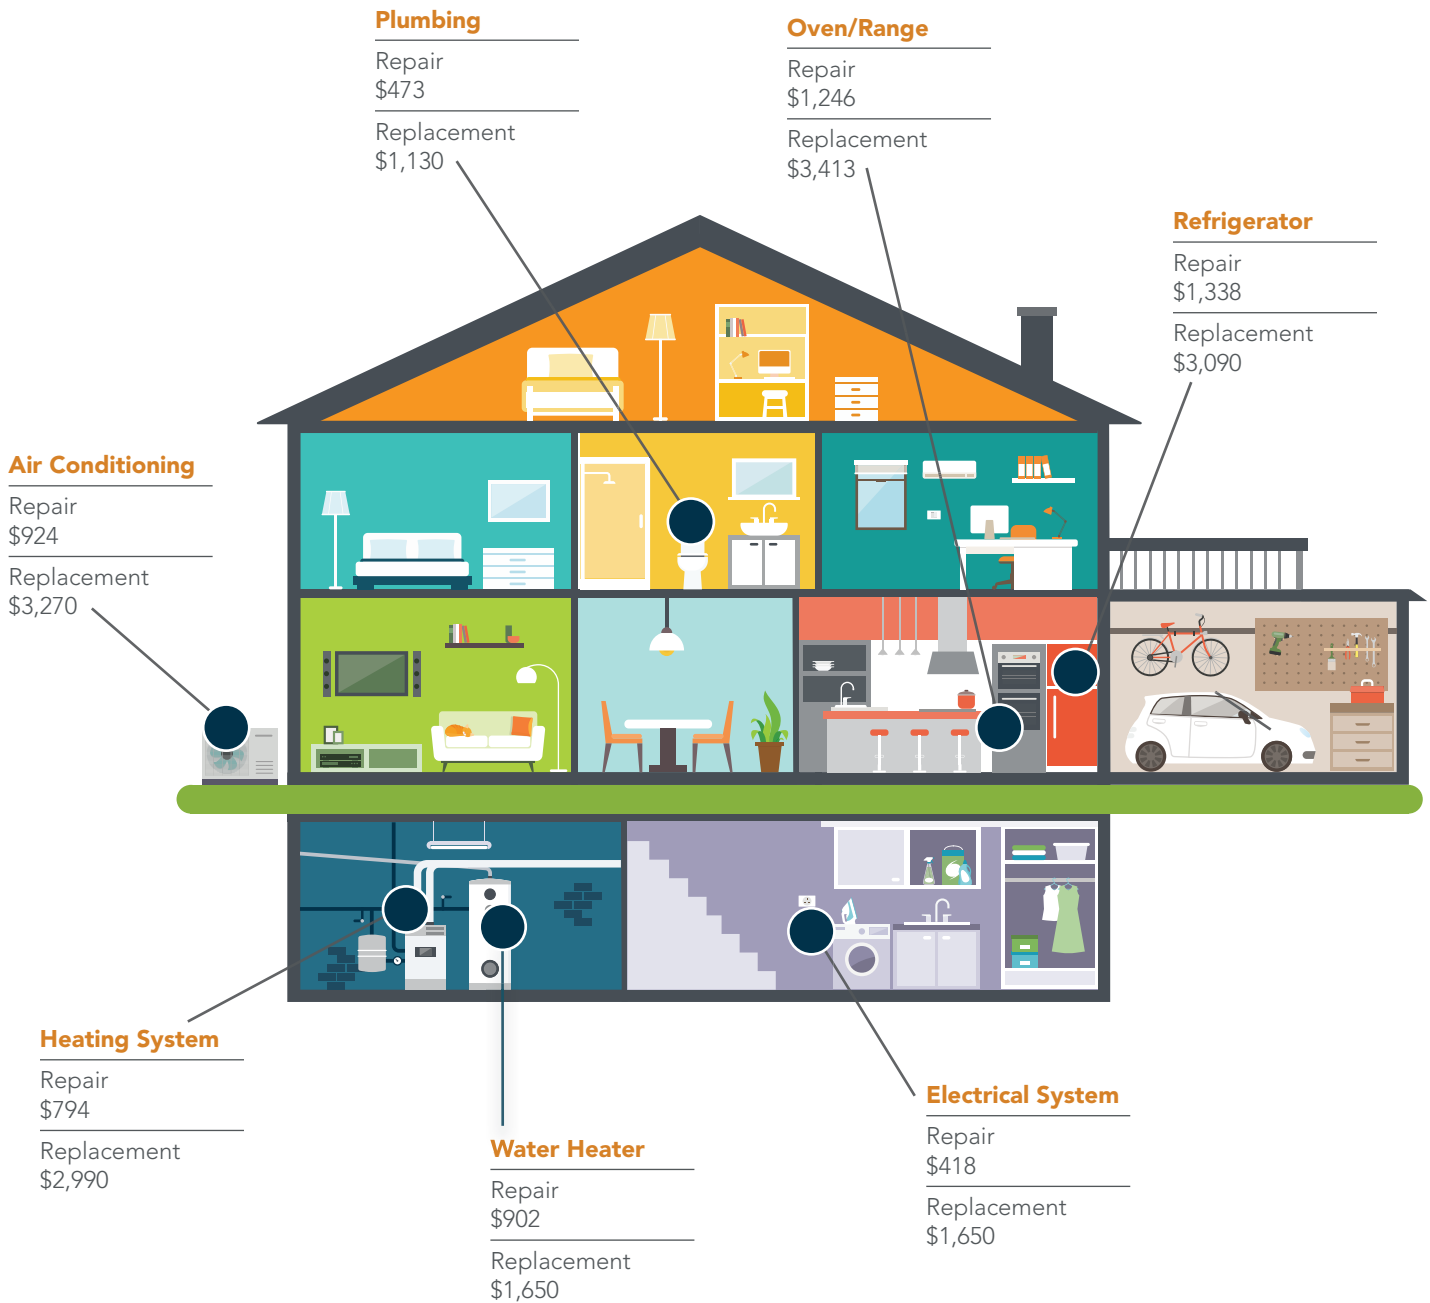 Plumbing
Repair
$473
Replacement
$1,130
Oven/Range
Repair
$1,246
Replacement
$3,413
Refrigerator
Repair
$1,338
Replacement
$3,090
Air Conditioning
Repair
$924
Replacement
$3,270
Heating System
Repair
$794
Replacement
$2,990
Water Heater
Repair
$902
Replacement
$1,650
Electrical System
Repair
$418
Replacement
$1,650